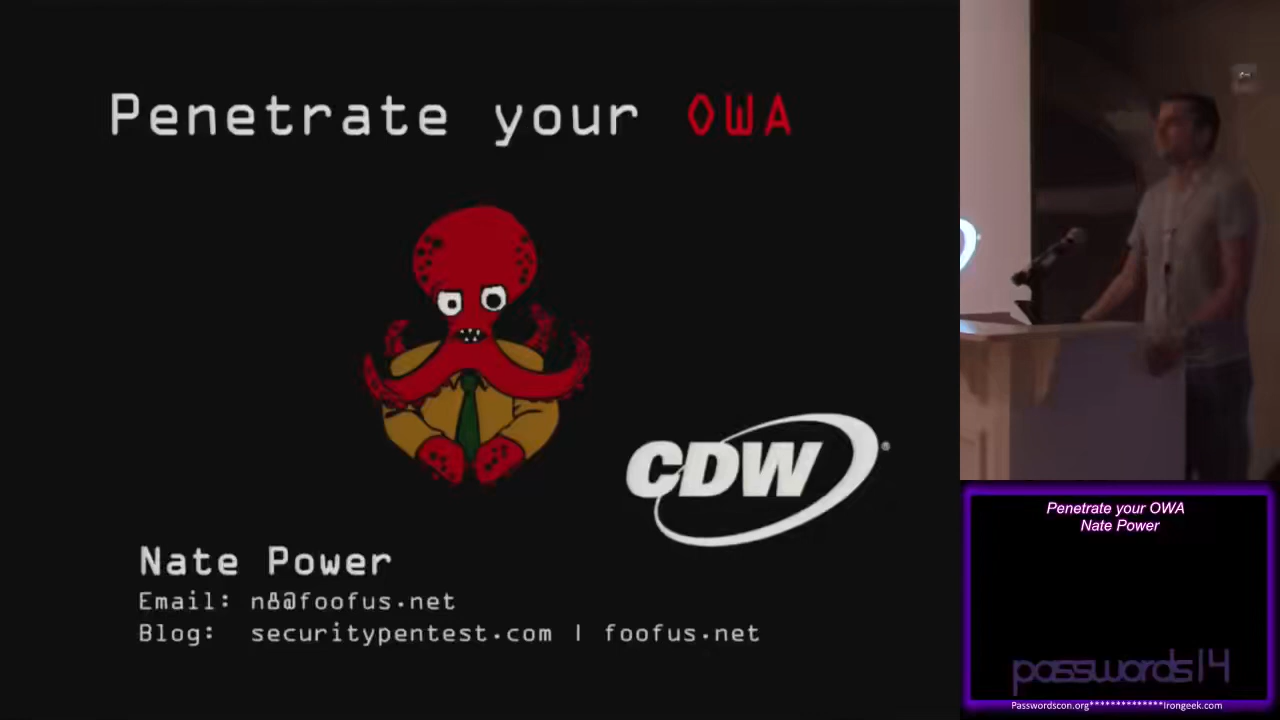 Penetrate your OWA
CDW®
Nate Power
Email: n8@foofus.net
Blog: securitypentest.com | foofus.net
Penetrate your OWA
Nate Power
passwords14
Passwordscon.org**************Irongeek.com